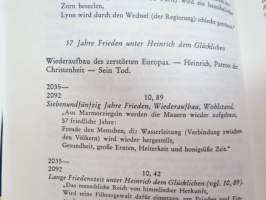 Zorn besuchen,
Lyon wird durch den Wechsel (der Regierung) schlecht
57 Jahre Frieden unter Heinrich dem Glücklichen
Wiederaufbau des zerstörten Europas. — Heinrich, Patron der
Christenheit — Sein Tod.
2035—
2092 10, 89
Siebenundfünfzig Jahre Frieden, Wiederaufbau, Wohlstand.
„Aus Marmorziegeln werden die Mauern wieder aufgebaut.
57 friedliche Jahre:
Freude den Menschen, die Wasserleitung (Verbindung zwischen
den Völkern) wird wieder hergestellt,
Gesundheit, große Ernten, Heiterkeit und honigsüße Zeit.“
2035—
2092 10, 42
Lange Friedenszeit unter Heinrich dem Glücklichen (vgl. 10, 89).
„Das menschliche Reich von himmlischer Herkunft,
Wird seine Führungsgewalt dafür